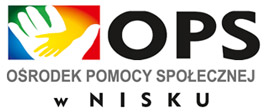 OPS
OŚRODEK POMOCY SPOŁECZNEJ
w NISKU